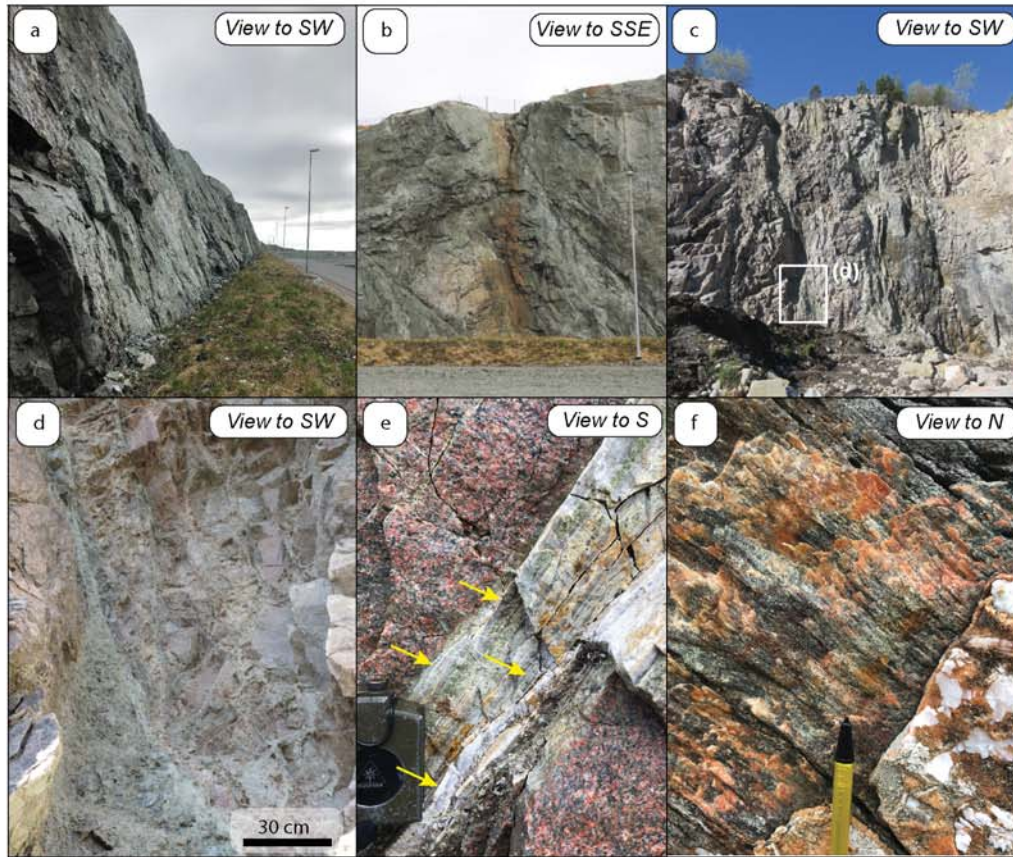 a
View to SW
b
View to SSE
c
View to SW
(d)
d
View to SW
30 cm
e
View to S
f
View to N